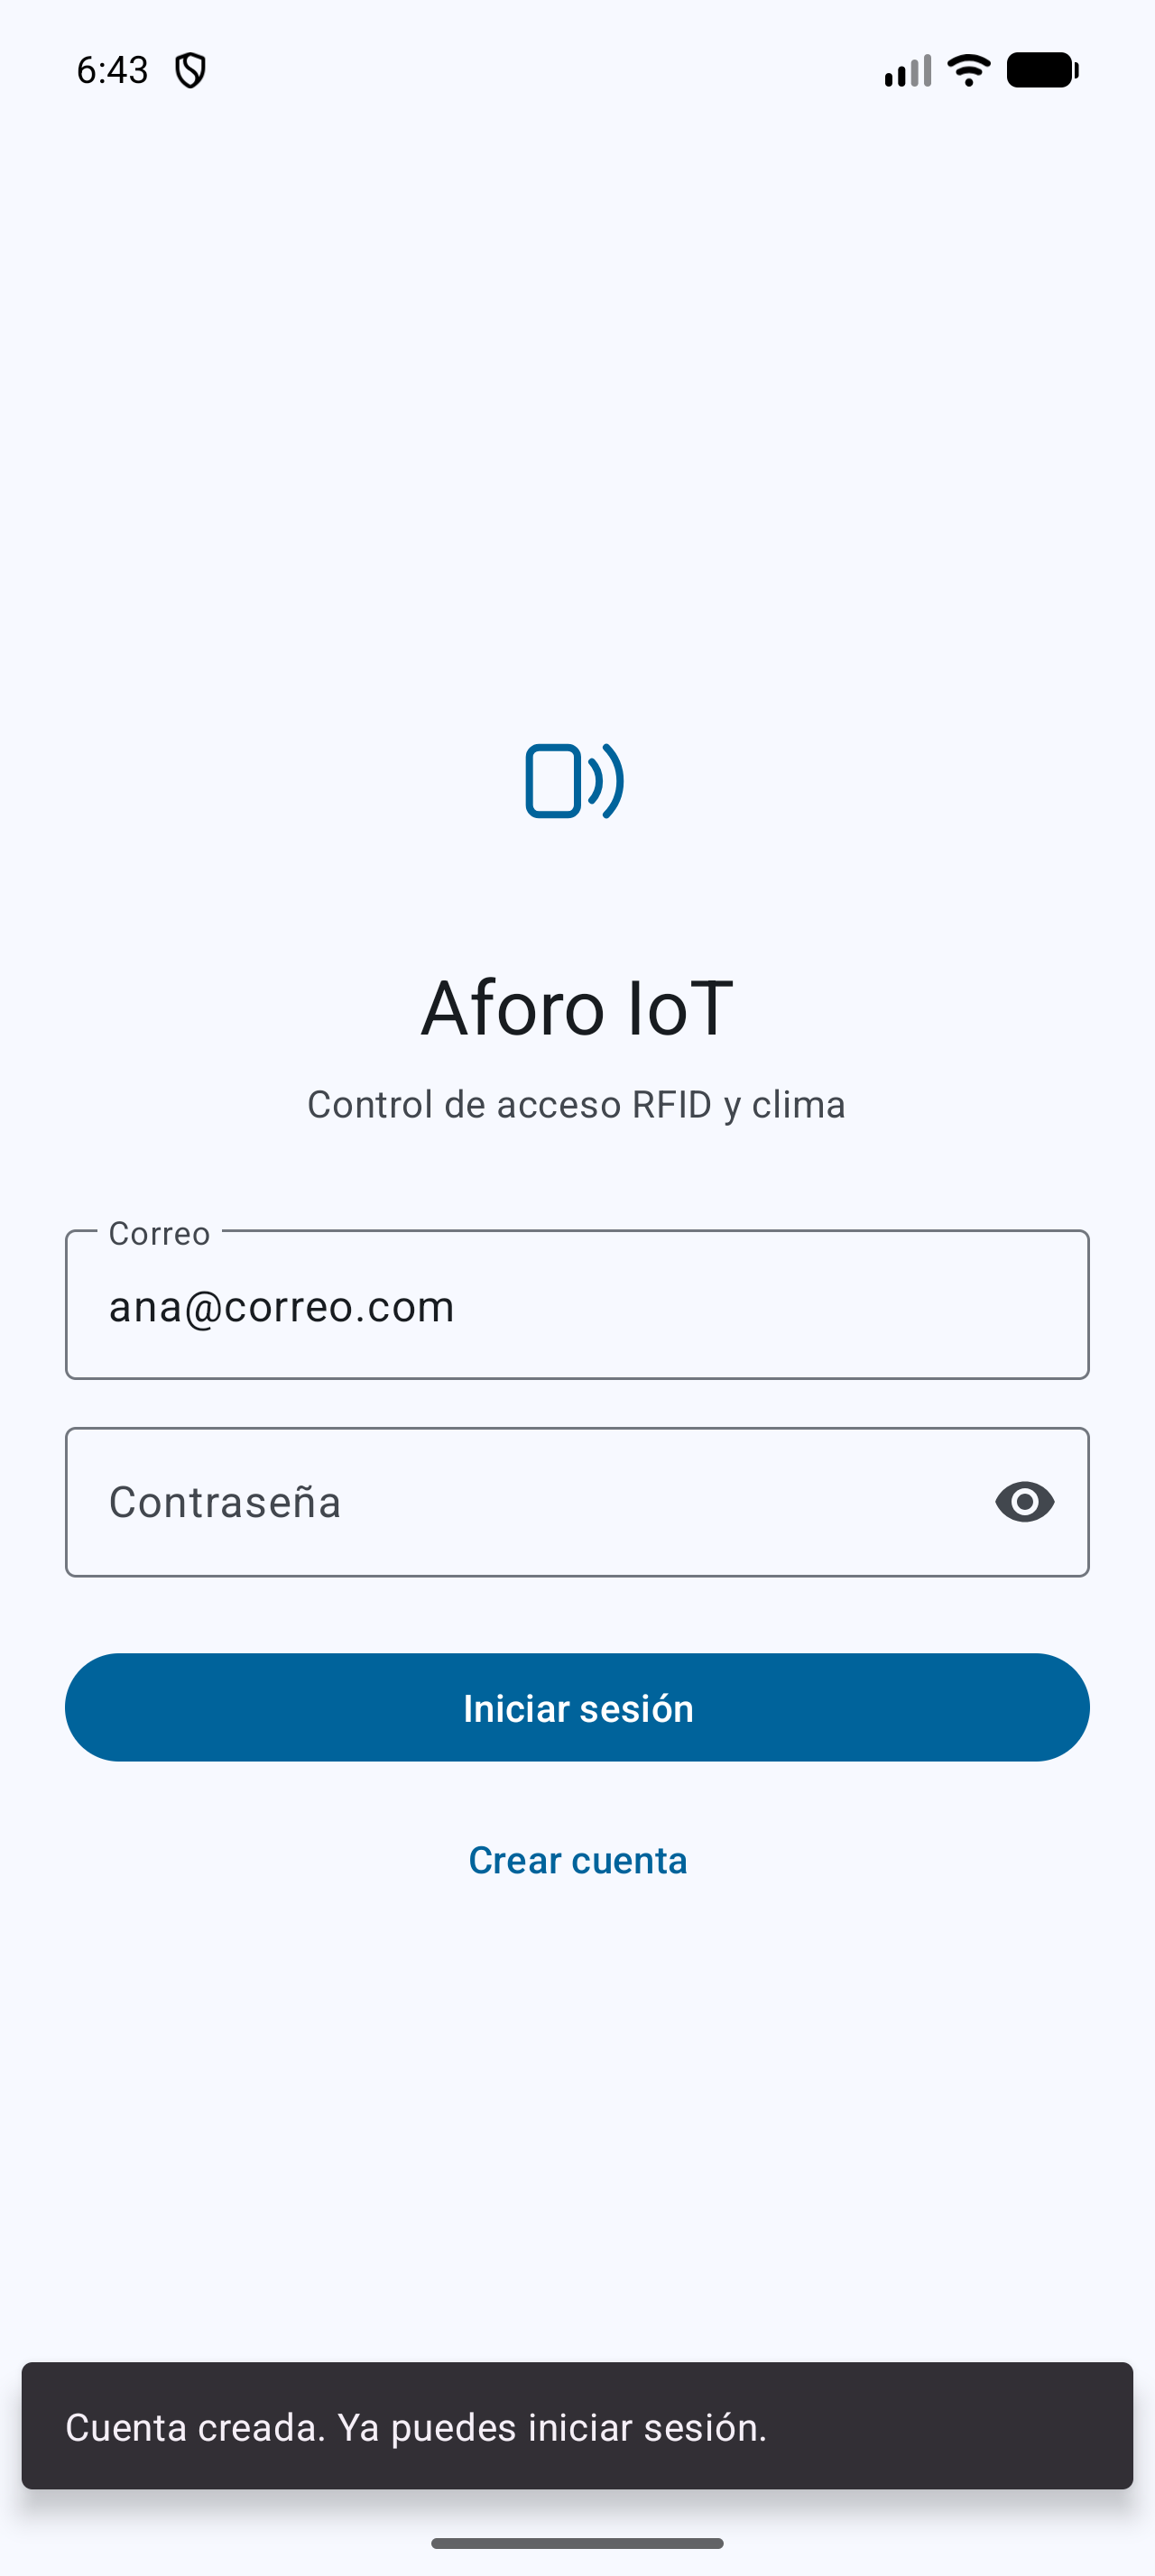 6:43
Aforo IoT
Control de acceso RFID y clima
Correo
ana@correo.com
Contraseña
Iniciar sesión
Crear cuenta
Cuenta creada. Ya puedes iniciar sesión.